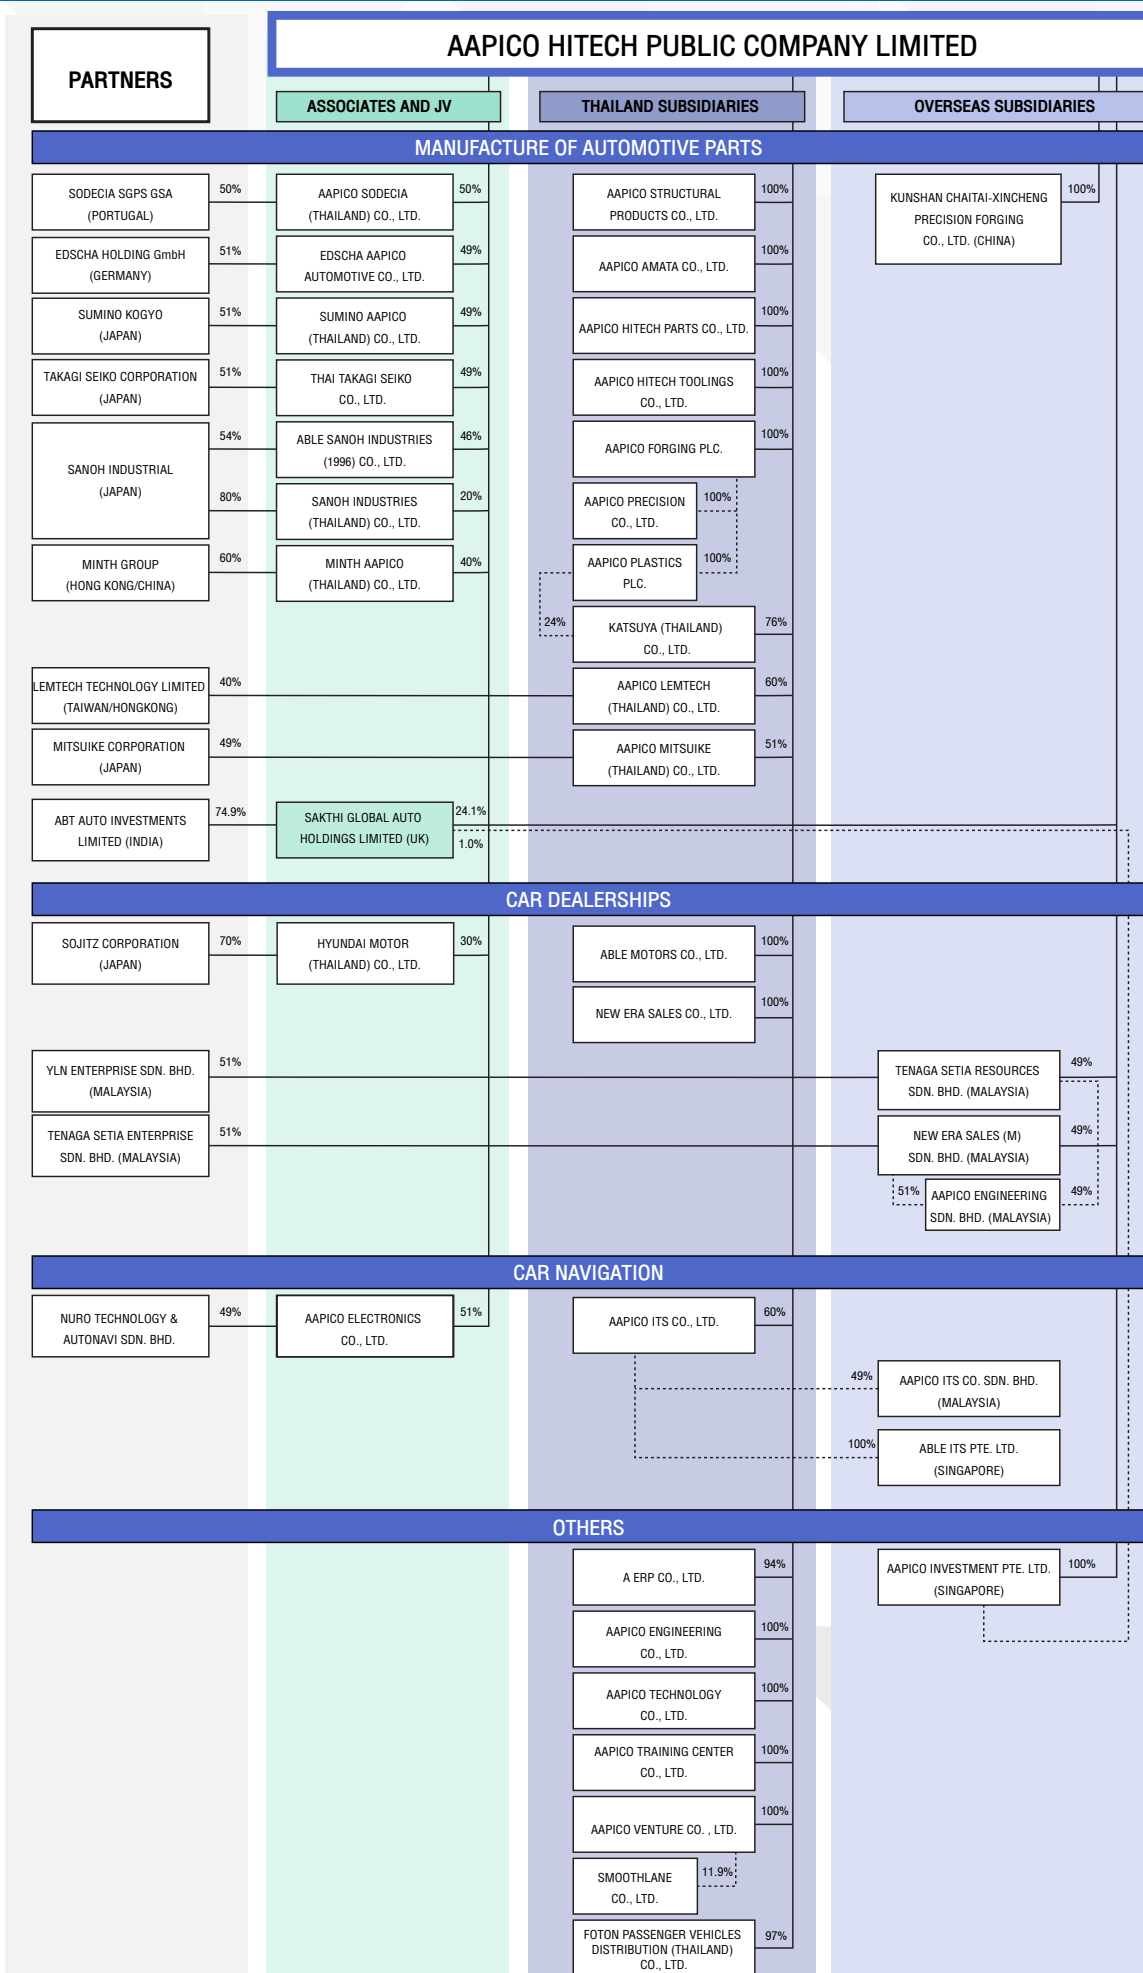 AAPICO HITECH PUBLIC COMPANY LIMITED
PARTNERS
ASSOCIATES AND JV
THAILAND SUBSIDIARIES
OVERSEAS SUBSIDIARIES
MANUFACTURE OF AUTOMOTIVE PARTS
SODECIA SGPS GSA
(PORTUGAL)
50%
AAPICO SODECIA
(THAILAND) CO., LTD.
50%
AAPICO STRUCTURAL
PRODUCTS CO., LTD.
100%
KUNSHAN CHAITAI-XINCHENG
PRECISION FORGING
CO., LTD. (CHINA)
100%
EDSCHA HOLDING GmbH
(GERMANY)
51%
EDSCHA AAPICO
AUTOMOTIVE CO., LTD.
49%
AAPICO AMATA CO., LTD.
100%
SUMINO KOGYO
(JAPAN)
51%
SUMINO AAPICO
(THAILAND) CO., LTD.
49%
AAPICO HITECH PARTS CO., LTD.
100%
TAKAGI SEIKO CORPORATION
(JAPAN)
51%
THAI TAKAGI SEIKO
CO., LTD.
49%
AAPICO HITECH TOOLINGS
CO., LTD.
100%
SANOH INDUSTRIAL
(JAPAN)
54%
ABLE SANOH INDUSTRIES
(1996) CO., LTD.
46%
AAPICO FORGING PLC.
100%
80%
SANOH INDUSTRIES
(THAILAND) CO., LTD.
20%
AAPICO PRECISION
CO., LTD.
100%
MINTH GROUP
(HONG KONG/CHINA)
60%
MINTH AAPICO
(THAILAND) CO., LTD.
40%
AAPICO PLASTICS
PLC.
100%
24%
KATSUYA (THAILAND)
CO., LTD.
76%
LEMTECH TECHNOLOGY LIMITED
(TAIWAN/HONGKONG)
40%
AAPICO LEMTECH
(THAILAND) CO., LTD.
60%
MITSUIKE CORPORATION
(JAPAN)
49%
AAPICO MITSUIKE
(THAILAND) CO., LTD.
51%
ABT AUTO INVESTMENTS
LIMITED (INDIA)
74.9%
SAKTHI GLOBAL AUTO
HOLDINGS LIMITED (UK)
24.1%
1.0%
CAR DEALERSHIPS
SOJITZ CORPORATION
(JAPAN)
70%
HYUNDAI MOTOR
(THAILAND) CO., LTD.
30%
ABLE MOTORS CO., LTD.
100%
NEW ERA SALES CO., LTD.
100%
YLN ENTERPRISE SDN. BHD.
(MALAYSIA)
51%
TENAGA SETIA RESOURCES
SDN. BHD. (MALAYSIA)
49%
TENAGA SETIA ENTERPRISE
SDN. BHD. (MALAYSIA)
51%
NEW ERA SALES (M)
SDN. BHD. (MALAYSIA)
49%
51%
AAPICO ENGINEERING
SDN. BHD. (MALAYSIA)
49%
CAR NAVIGATION
NURO TECHNOLOGY &
AUTONAVI SDN. BHD.
49%
AAPICO ELECTRONICS
CO., LTD.
51%
AAPICO ITS CO., LTD.
60%
49%
AAPICO ITS CO. SDN. BHD.
(MALAYSIA)
100%
ABLE ITS PTE. LTD.
(SINGAPORE)
OTHERS
A ERP CO., LTD.
94%
AAPICO INVESTMENT PTE. LTD.
(SINGAPORE)
100%
AAPICO ENGINEERING
CO., LTD.
100%
AAPICO TECHNOLOGY
CO., LTD.
100%
AAPICO TRAINING CENTER
CO., LTD.
100%
AAPICO VENTURE CO. , LTD.
100%
SMOOTHLANE
CO., LTD.
11.9%
FOTON PASSENGER VEHICLES
DISTRIBUTION (THAILAND)
CO., LTD.
97%